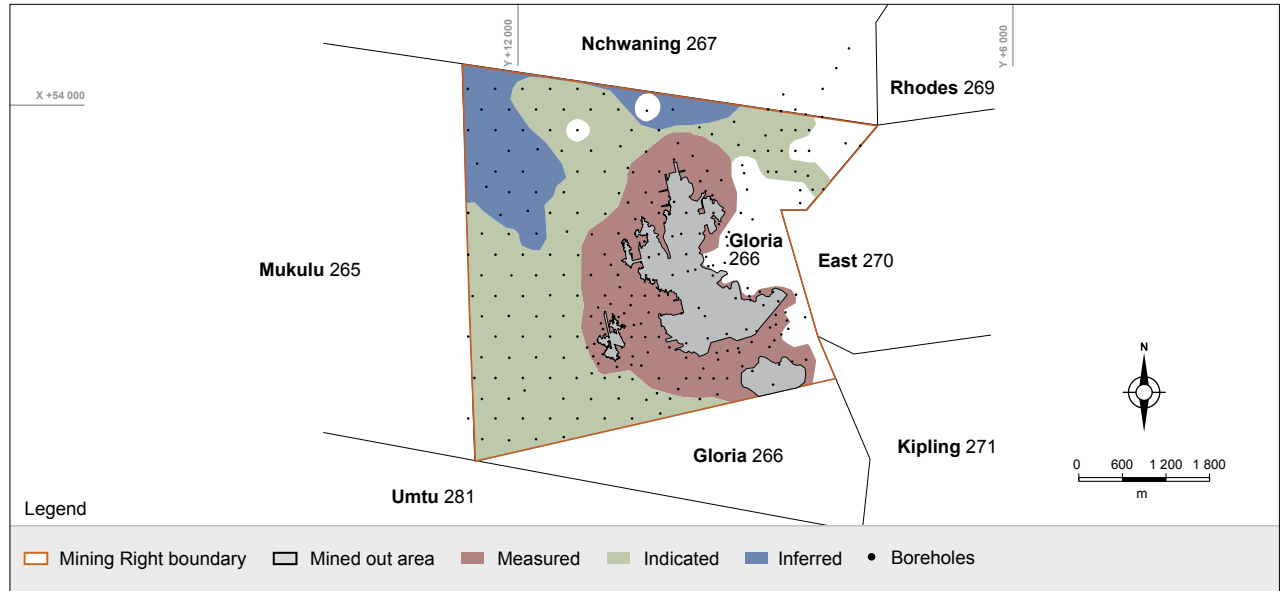 Y +12 000
Y +6 000
X +54 000
Nchwaning 267
Rhodes 269
Gloria
266
East 270
Mukulu 265
N
Gloria 266
Kipling 271
Umtu 281
0 600 1 200 1 800
m
Legend
Mining Right boundary Mined out area Measured Indicated Inferred Boreholes